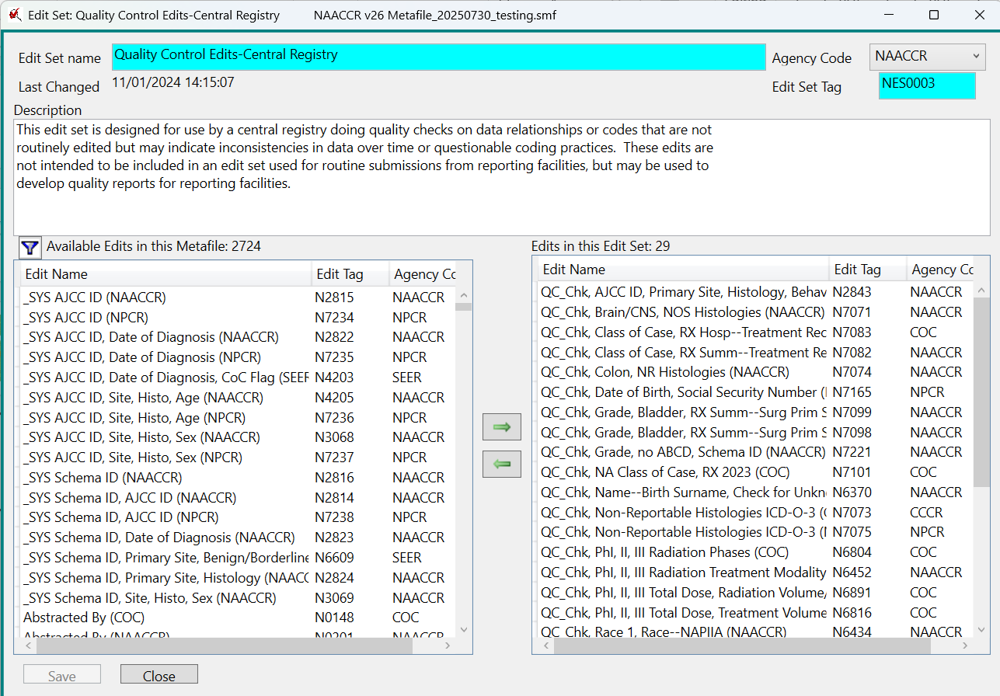 Edit Set: Quality Control Edits-Central Registry NAACCR v26 Metafile_20250730_testing.smf
Edit Set name Quality Control Edits-Central Registry Agency Code NAACCR
Last Changed 11/01/2024 14:15:07 Edit Set Tag NES0003
Description
This edit set is designed for use by a central registry doing quality checks on data relationships or codes that are not
routinely edited but may indicate inconsistencies in data over time or questionable coding practices.  These edits are
not intended to be included in an edit set used for routine submissions from reporting facilities, but may be used to
develop quality reports for reporting facilities.
Available Edits in this Metafile: 2724
Edit Name Edit Tag Agency Cc
_SYS AJCC ID (NAACCR) N2815 NAACCR
_SYS AJCC ID (NPCR) N7234 NPCR
_SYS AJCC ID, Date of Diagnosis (NAACCR) N2822 NAACCR
_SYS AJCC ID, Date of Diagnosis (NPCR) N7235 NPCR
_SYS AJCC ID, Date of Diagnosis, CoC Flag (SEEF N4203 SEER
_SYS AJCC ID, Site, Histo, Age (NAACCR) N4205 NAACCR
_SYS AJCC ID, Site, Histo, Age (NPCR) N7236 NPCR
_SYS AJCC ID, Site, Histo, Sex (NAACCR) N3068 NAACCR
_SYS AJCC ID, Site, Histo, Sex (NPCR) N7237 NPCR
_SYS Schema ID (NAACCR) N2816 NAACCR
_SYS Schema ID, AJCC ID (NAACCR) N2814 NAACCR
_SYS Schema ID, AJCC ID (NPCR) N7238 NPCR
_SYS Schema ID, Date of Diagnosis (NAACCR) N2823 NAACCR
_SYS Schema ID, Primary Site, Benign/Borderline N6609 SEER
_SYS Schema ID, Primary Site, Histology (NAACC N2824 NAACCR
_SYS Schema ID, Site, Histo, Sex (NAACCR) N3069 NAACCR
Abstracted By (COC) N0148 COC
Abstracted By (NAACCR) N0201 NAACCR
Edits in this Edit Set: 29
Edit Name Edit Tag Agency Cc
QC_Chk, AJCC ID, Primary Site, Histology, Behav N2843 NAACCR
QC_Chk, Brain/CNS, NOS Histologies (NAACCR) N7071 NAACCR
QC_Chk, Class of Case, RX Hosp--Treatment Rec N7083 COC
QC_Chk, Class of Case, RX Summ--Treatment Re N7082 NAACCR
QC_Chk, Colon, NR Histologies (NAACCR) N7074 NAACCR
QC_Chk, Date of Birth, Social Security Number ( N7165 NPCR
QC_Chk, Grade, Bladder, RX Summ--Surg Prim S N7099 NAACCR
QC_Chk, Grade, Bladder, RX Summ--Surg Prim S N7098 NAACCR
QC_Chk, Grade, no ABCD, Schema ID (NAACCR) N7221 NAACCR
QC_Chk, NA Class of Case, RX 2023 (COC) N7101 COC
QC_Chk, Name--Birth Surname, Check for Unkn N6370 NAACCR
QC_Chk, Non-Reportable Histologies ICD-O-3 ( N7073 CCCR
QC_Chk, Non-Reportable Histologies ICD-O-3 ( N7075 NPCR
QC_Chk, PhI, II, III Radiation Phases (COC) N6804 COC
QC_Chk, PhI, II, III Radiation Treatment Modality N6452 NAACCR
QC_Chk, PhI, II, III Total Dose, Radiation Volume, N6891 COC
QC_Chk, PhI, II, III Total Dose, Treatment Volume N6816 COC
QC_Chk, Race 1, Race--NAPIIA (NAACCR) N6434 NAACCR
Save Close